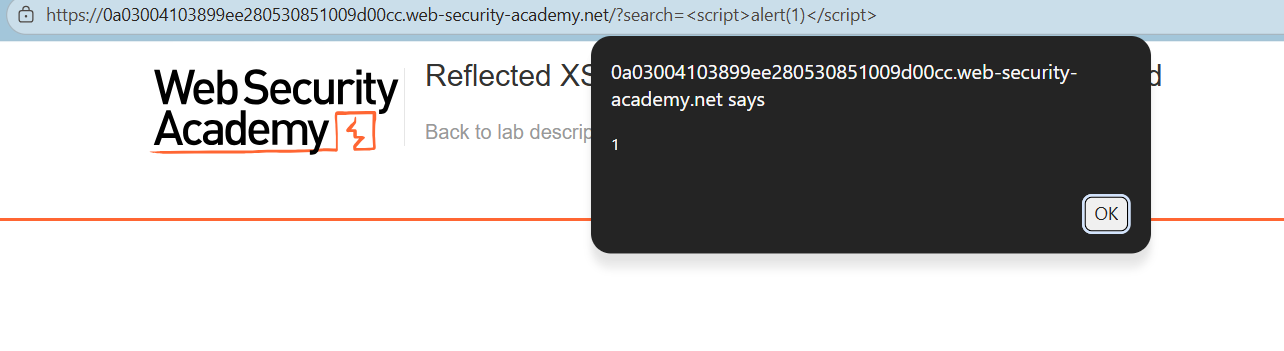 https://0a03004103899ee280530851009d00cc.web-security-academy.net/?search=<script>alert(1)</script>
Web Security
Academy
Reflected XS
d
Back to lab descrip
0a03004103899ee280530851009d00cc.web-security-
academy.net says
1
OK